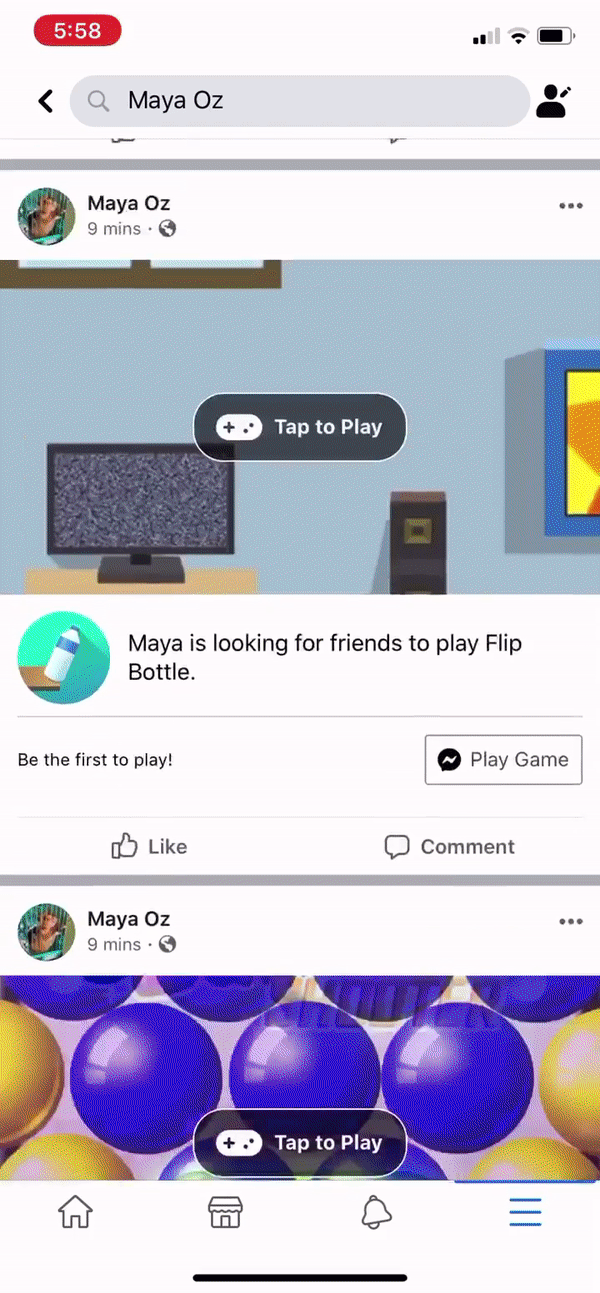 5:58
Maya Oz
Maya Oz
9 mins ·
Tap to Play
Maya is looking for friends to play Flip
Bottle.
Be the first to play!
Play Game
Like
Comment
Maya Oz
9 mins ·
Tap to Play